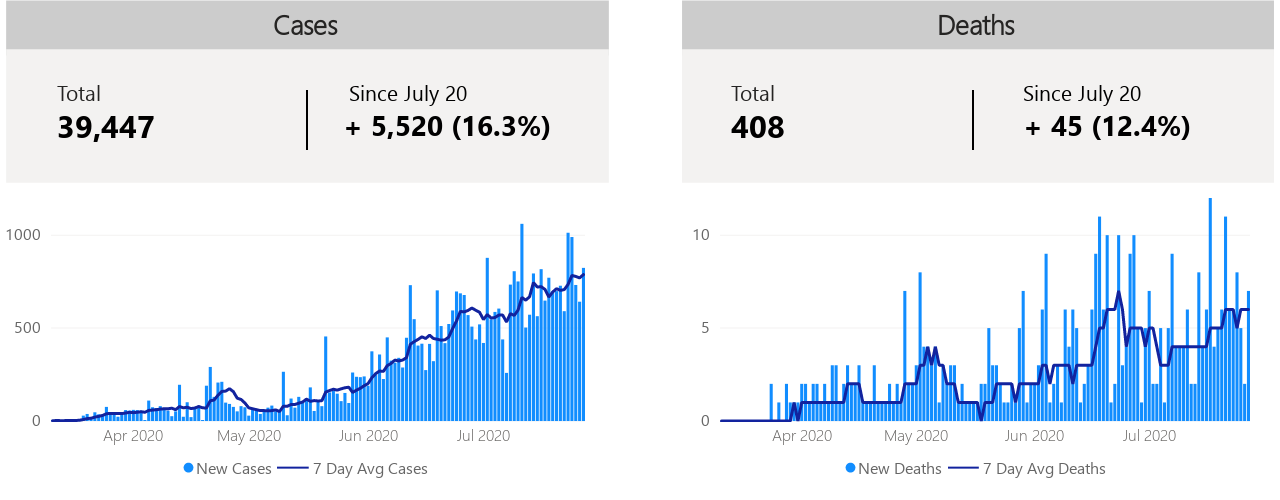 Cases
Total
Since July 20
39,447
+ 5,520 (16.3%)
1000
500
0
Apr 2020
May 2020
Jun 2020
Jul 2020
New Cases
7 Day Avg Cases
Deaths
Total
Since July 20
408
+ 45 (12.4%)
10
5
0
Apr 2020
May 2020
Jun 2020
Jul 2020
New Deaths
7 Day Avg Deaths